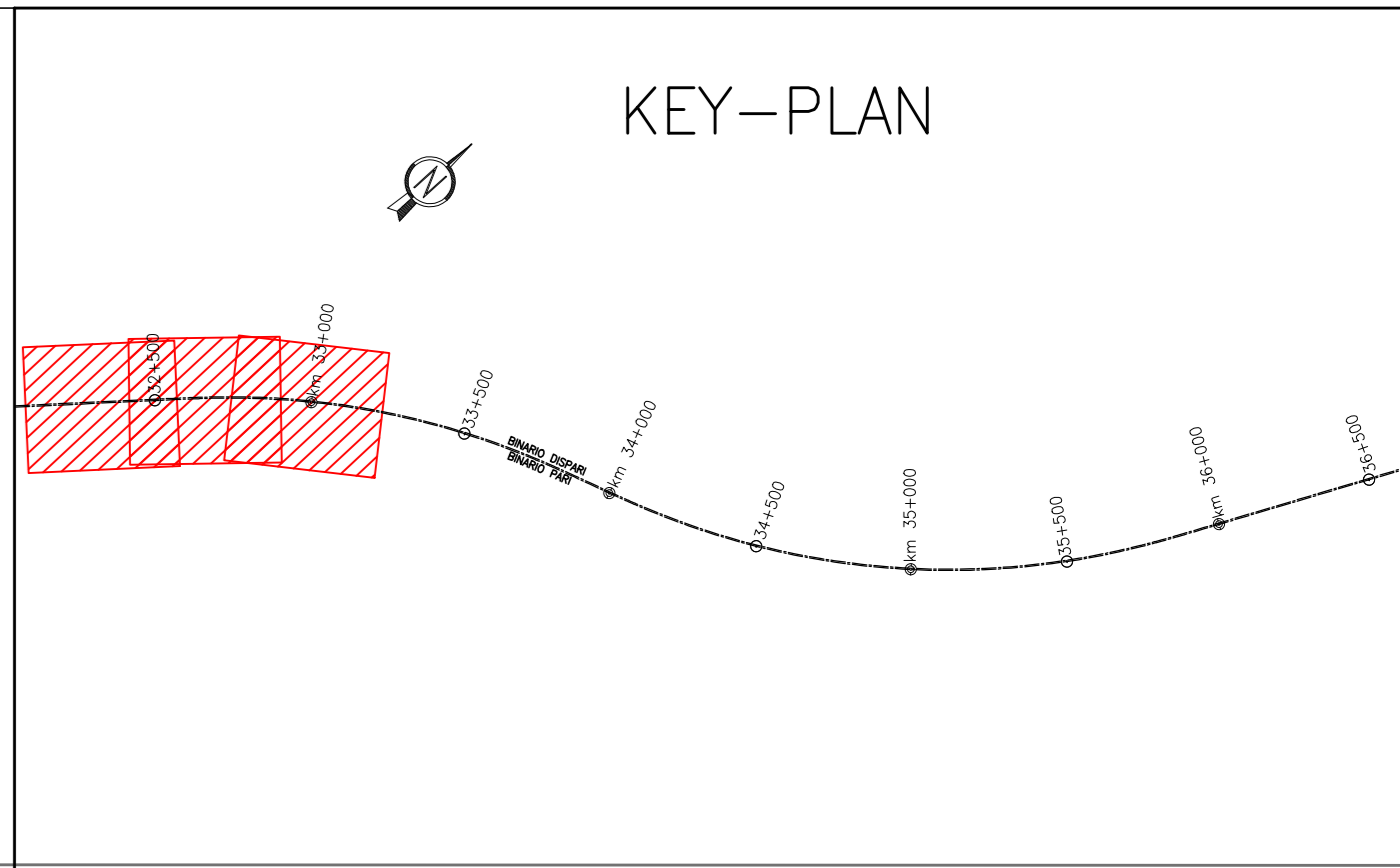 KEY-PLAN
N
32+500
km 33+000
33+500
BINARIO DISPARI
BINARIO PARI
km 34+000
34+500
km 35+000
35+500
km 36+000
36+500